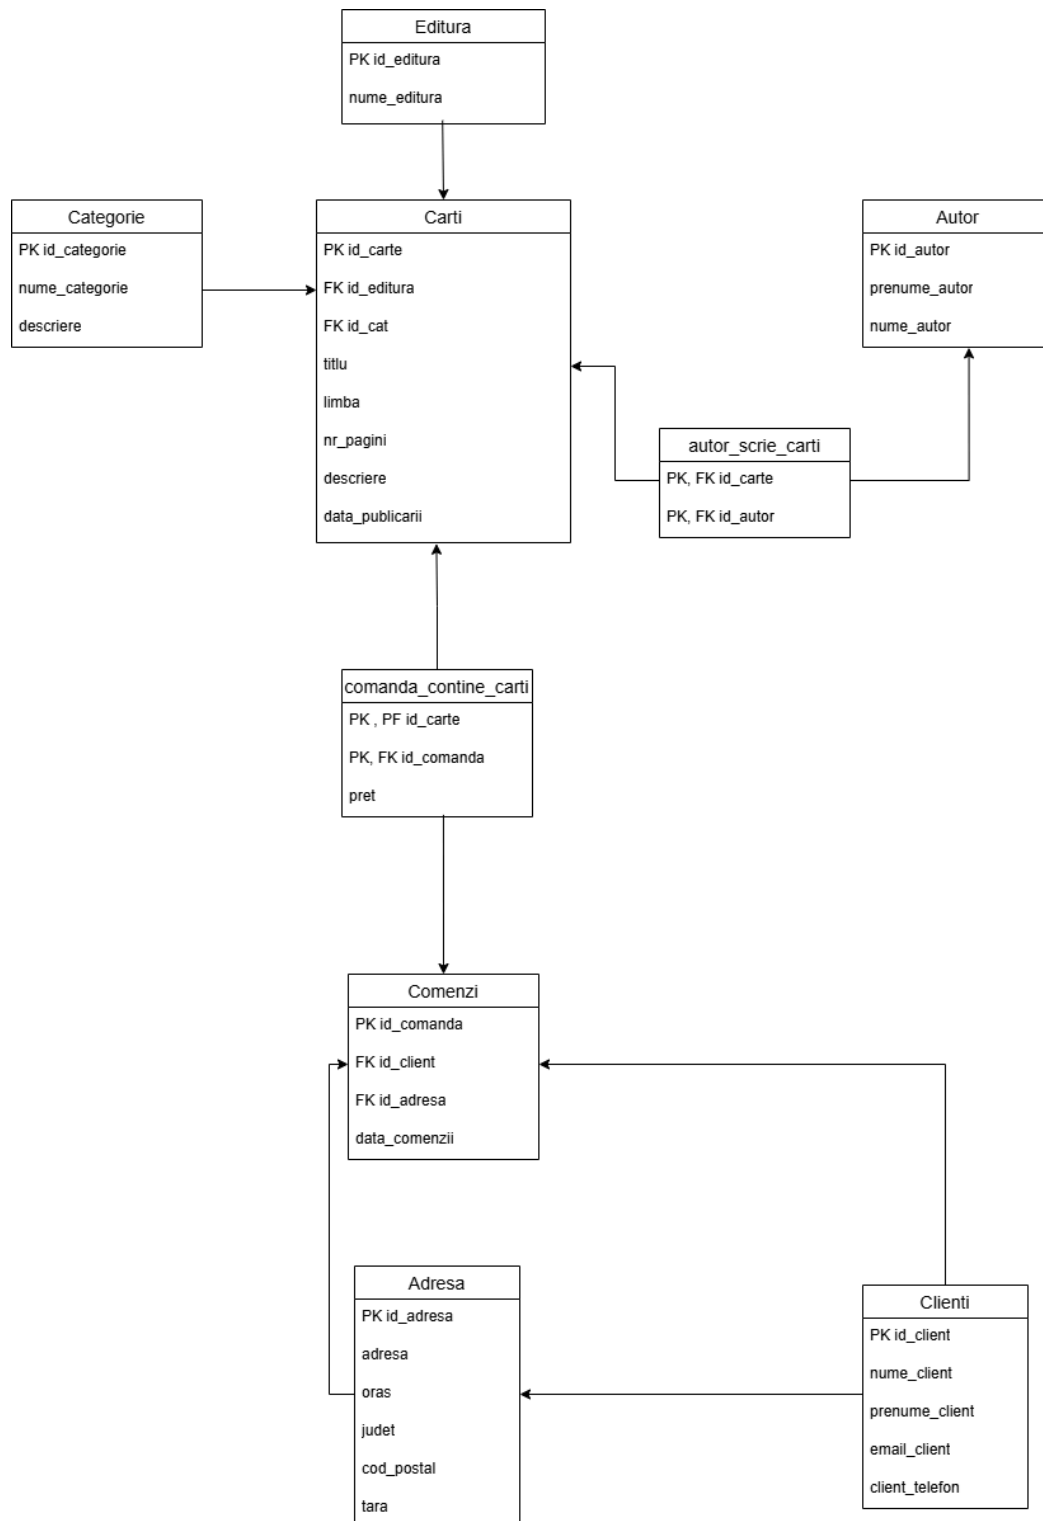 Editura
PK id_editura
nume_editura
Categorie
PK id_categorie
nume_categorie
descriere
Carti
PK id_carte
FK id_editura
FK id_cat
titlu
limba
nr_pagini
descriere
data_publicarii
Autor
PK id_autor
prenume_autor
nume_autor
autor_scrie_carti
PK, FK id_carte
PK, FK id_autor
comanda_contine_carti
PK , PF id_carte
PK, FK id_comanda
pret
Comenzi
PK id_comanda
FK id_client
FK id_adresa
data_comenzii
Adresa
PK id_adresa
adresa
oras
judet
cod_postal
tara
Clienti
PK id_client
nume_client
prenume_client
email_client
client_telefon